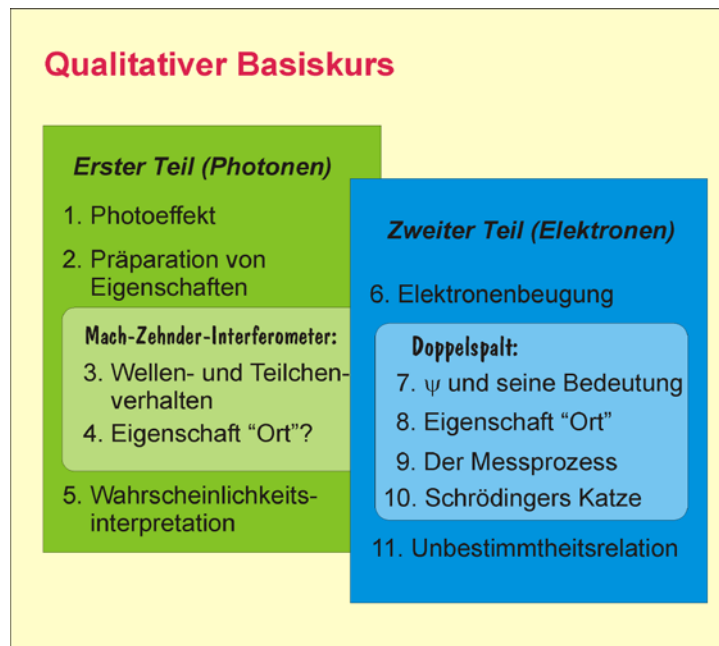 Qualitativer Basiskurs
Erster Teil (Photonen)
1. Photoeffekt
2. Präparation von
Eigenschaften
Mach-Zehnder-Interferometer:
3. Wellen- und Teilchen-
verhalten
4. Eigenschaft “Ort”?
5. Wahrscheinlichkeits-
interpretation
Zweiter Teil (Elektronen)
6. Elektronenbeugung
Doppelspalt:
7. ψ und seine Bedeutung
8. Eigenschaft “Ort”
9. Der Messprozess
10. Schrödingers Katze
11. Unbestimmtheitsrelation